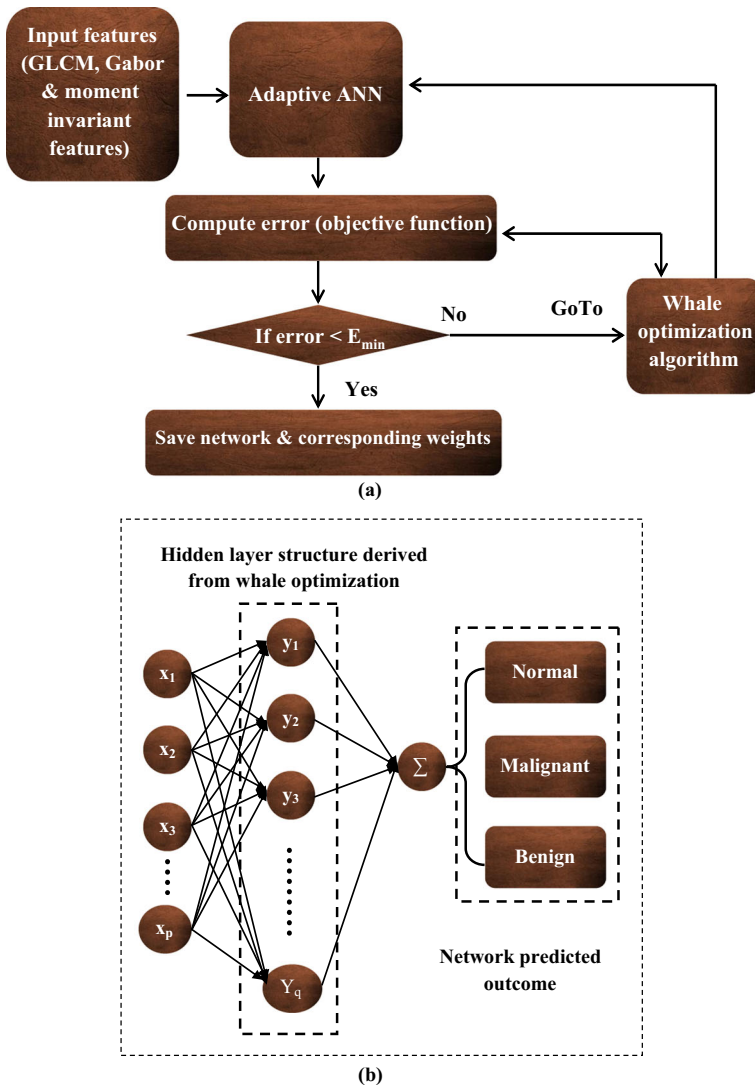 Input features
(GLCM, Gabor
& moment
invariant
features)
Adaptive ANN
Compute error (objective function)
If error < E_min
No
GoTo
Whale
optimization
algorithm
Yes
Save network & corresponding weights
(a)
Hidden layer structure derived
from whale optimization
x₁
x₂
x₃
xₚ
y₁
y₂
y₃
Y_q
Σ
Normal
Malignant
Benign
Network predicted
outcome
(b)